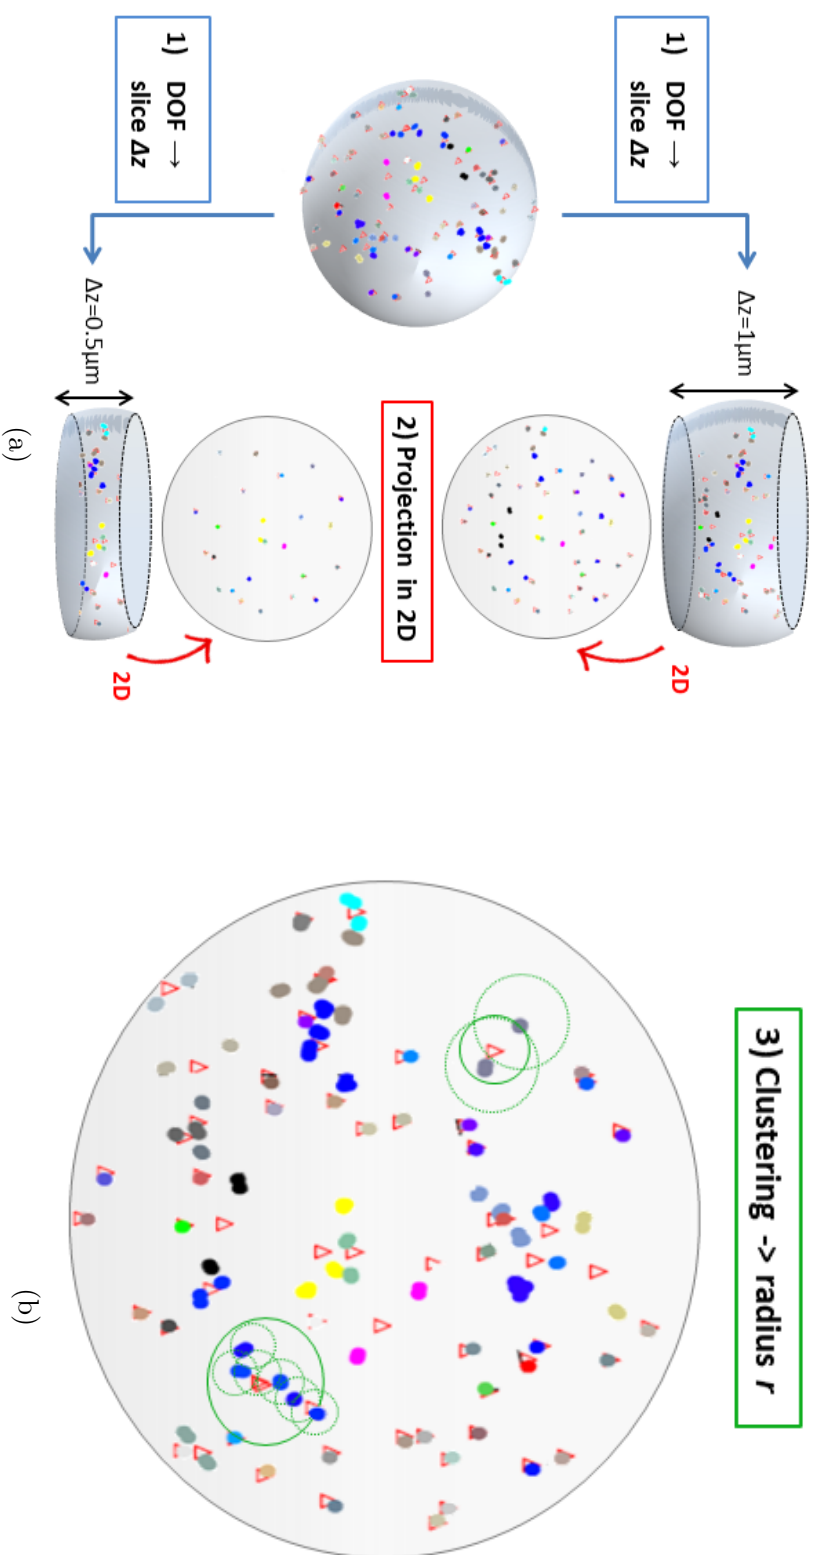 1) DOF →
slice Δz
1) DOF →
slice Δz
Δz=0.5μm
Δz=1μm
2) Projection in 2D
2D
2D
(a)
3) Clustering -> radius r
(b)